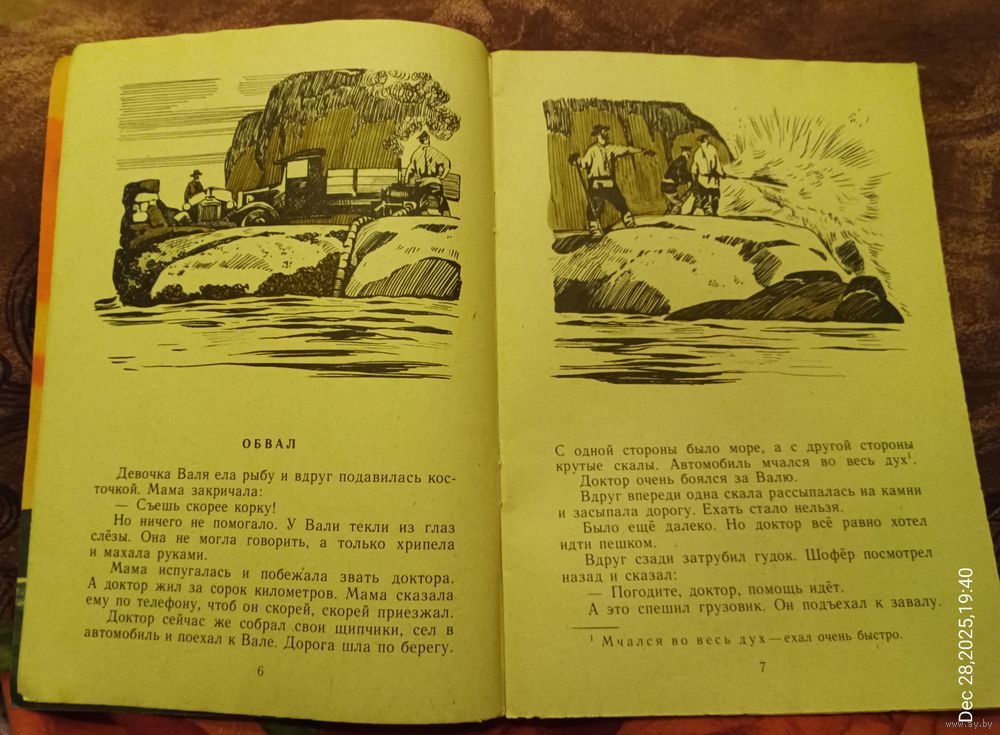 ОБВАЛ
Девочка Валя ела рыбу и вдруг подавилась кос-
точкой. Мама закричала:
— Съешь скорее корку!
Но ничего не помогало. У Вали текли из глаз
слёзы. Она не могла говорить, а только хрипела
и махала руками.
Мама испугалась и побежала звать доктора.
А доктор жил за сорок километров. Мама сказала
ему по телефону, чтоб он скорей, скорей приезжал.
Доктор сейчас же собрал свои щипчики, сел в
автомобиль и поехал к Вале. Дорога шла по берегу.
6
С одной стороны было море, а с другой стороны
крутые скалы. Автомобиль мчался во весь дух¹.
Доктор очень боялся за Валю.
Вдруг впереди одна скала рассыпалась на камни
и засыпала дорогу. Ехать стало нельзя.
Было ещё далеко. Но доктор всё равно хотел
идти пешком.
Вдруг сзади затрубил гудок. Шофёр посмотрел
назад и сказал:
— Погодите, доктор, помощь идёт.
А это спешил грузовик. Он подъехал к завалу.
¹ Мчался во весь дух — ехал очень быстро.
7
Dec 28,2025,19:40
www.ay.by